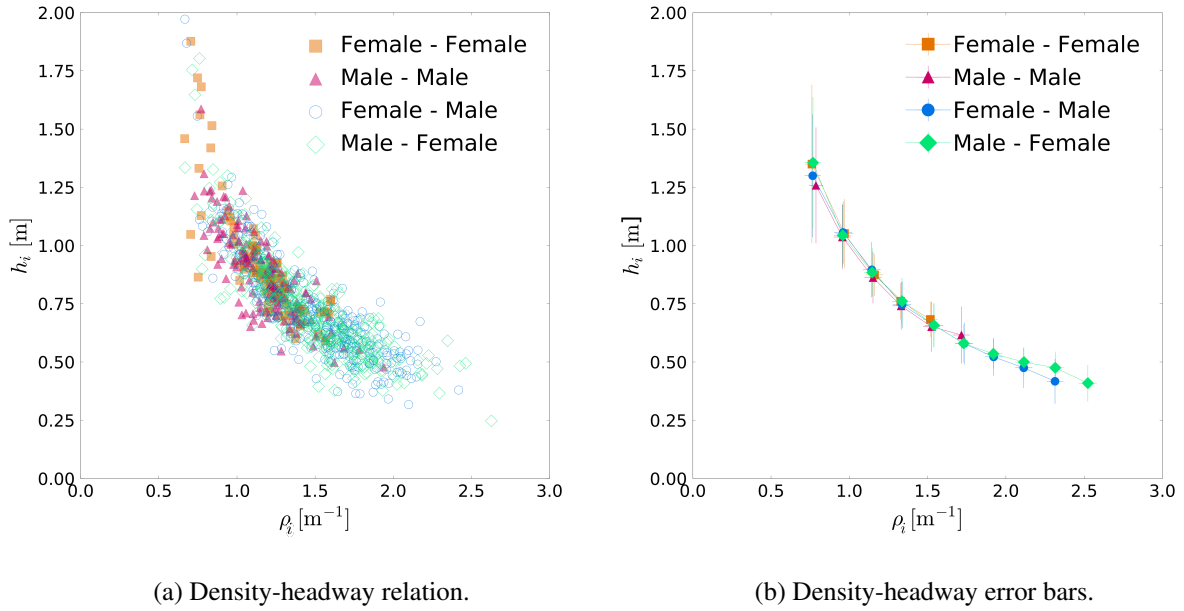 2.00
1.75
1.50
1.25
1.00
0.75
0.50
0.25
0.00
h_i [m]
0.0 0.5 1.0 1.5 2.0 2.5 3.0
ρ_i [m⁻¹]
Female - Female
Male - Male
Female - Male
Male - Female
(a) Density-headway relation.
2.00
1.75
1.50
1.25
1.00
0.75
0.50
0.25
0.00
h_i [m]
0.0 0.5 1.0 1.5 2.0 2.5 3.0
ρ_i [m⁻¹]
Female - Female
Male - Male
Female - Male
Male - Female
(b) Density-headway error bars.